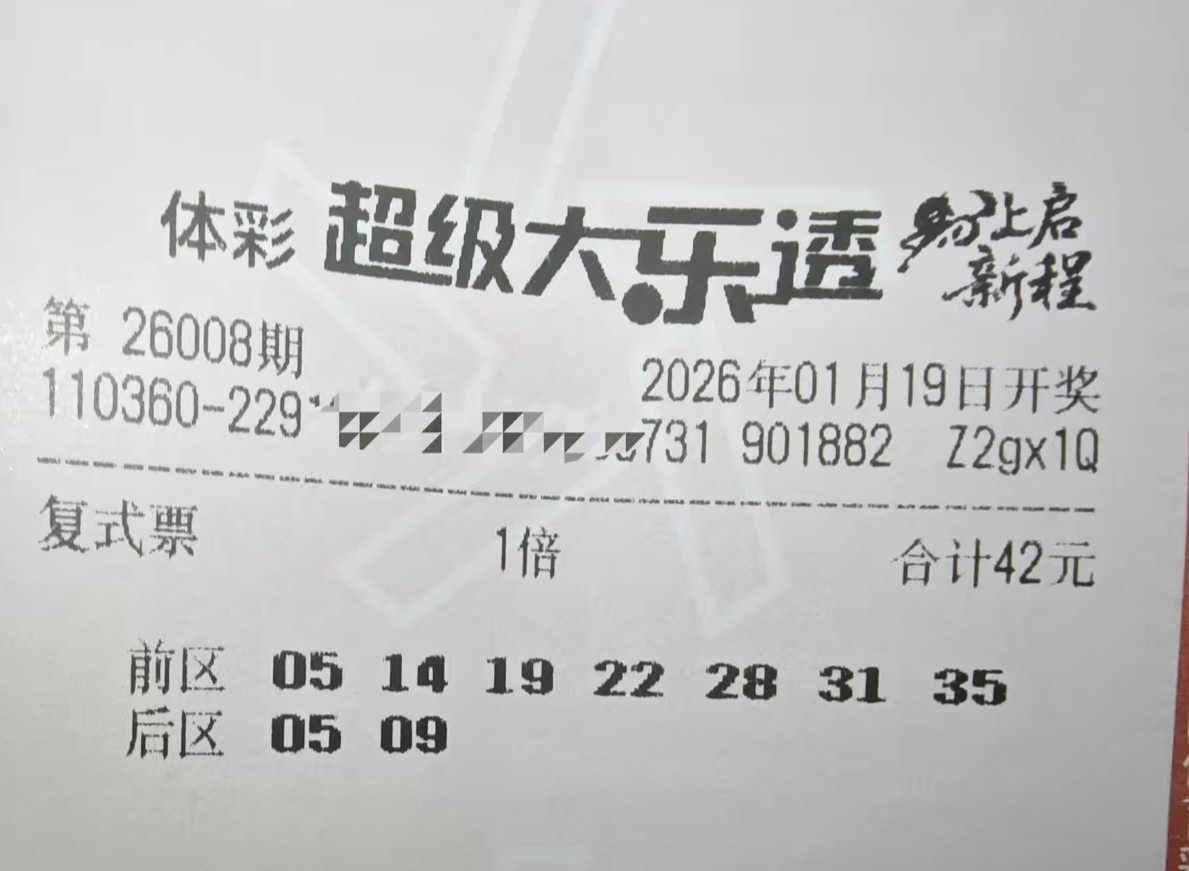 体彩 超级大乐透 马上启新程
第 26008期
2026年01月19日开奖
110360-229
731 901882 Z2gx1Q
复式票 1倍 合计42元
前区 05 14 19 22 28 31 35
后区 05 09